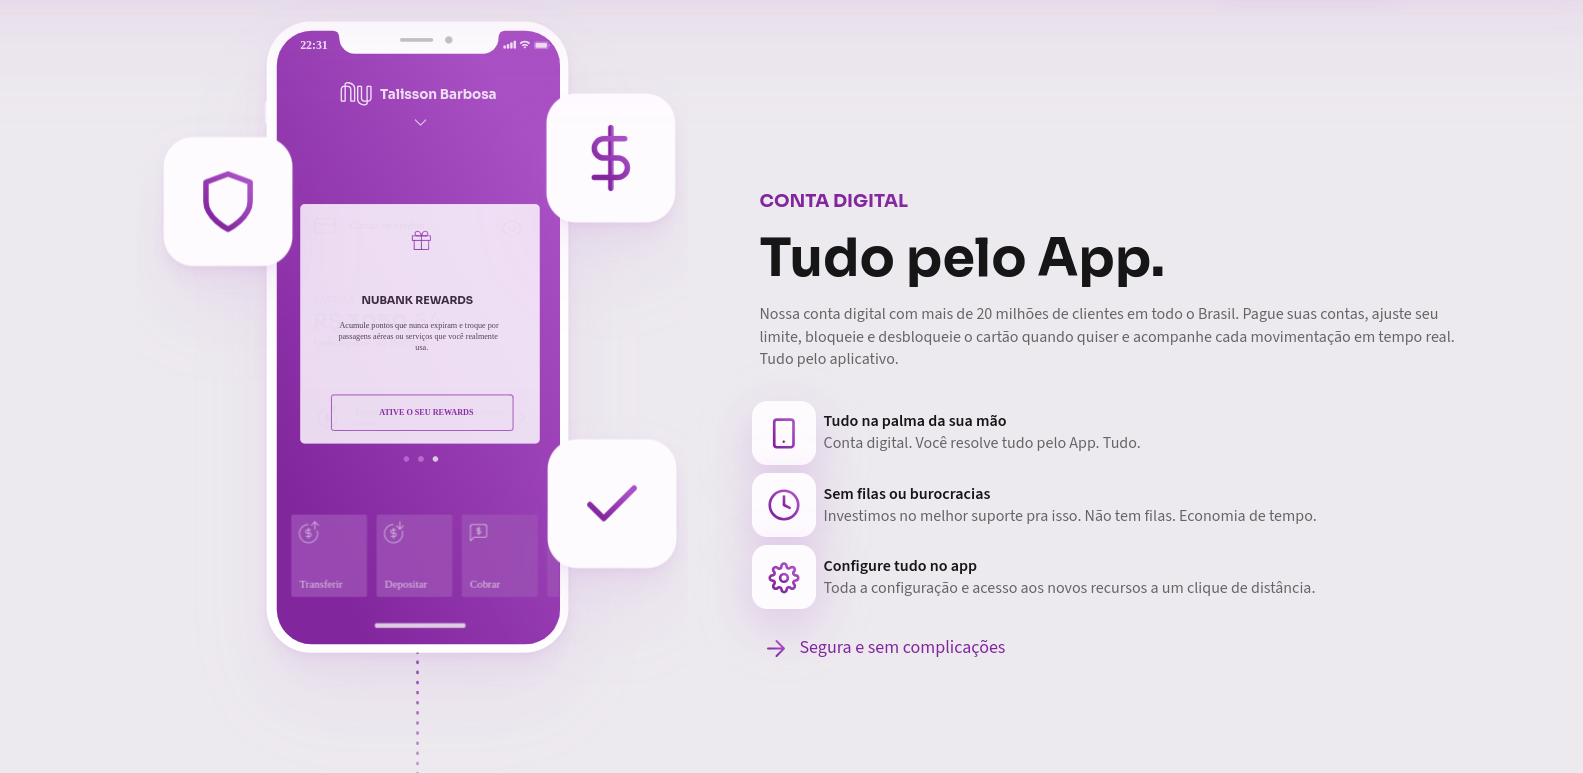 22:31
nu Talisson Barbosa
NUBANK REWARDS
Acumule pontos que nunca expiram e troque por
passagens aéreas ou serviços que você realmente
usa.
ATIVE O SEU REWARDS
Transferir
Depositar
Cobrar
CONTA DIGITAL
Tudo pelo App.
Nossa conta digital com mais de 20 milhões de clientes em todo o Brasil. Pague suas contas, ajuste seu
limite, bloqueie e desbloqueie o cartão quando quiser e acompanhe cada movimentação em tempo real.
Tudo pelo aplicativo.
Tudo na palma da sua mão
Conta digital. Você resolve tudo pelo App. Tudo.
Sem filas ou burocracias
Investimos no melhor suporte pra isso. Não tem filas. Economia de tempo.
Configure tudo no app
Toda a configuração e acesso aos novos recursos a um clique de distância.
Segura e sem complicações